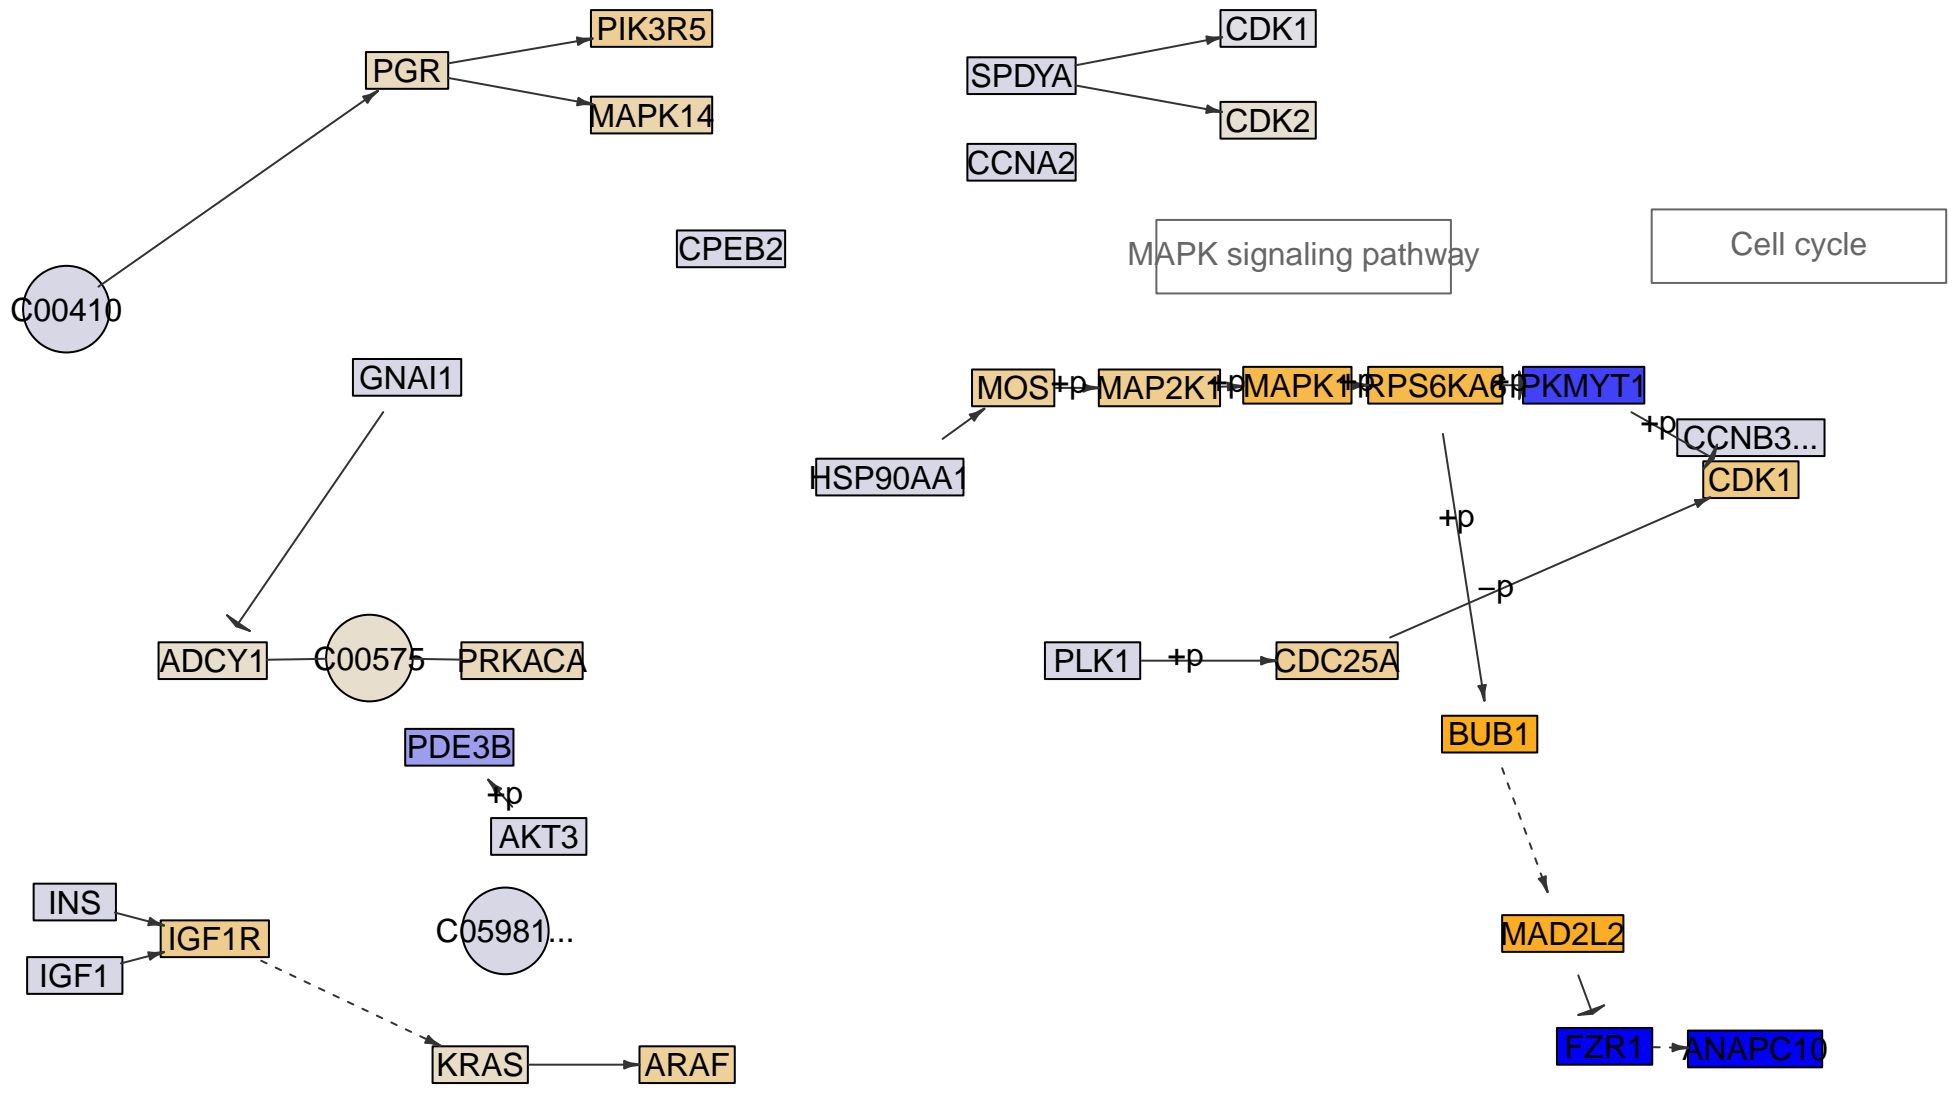 PIK3R5
CDK1
PGR
SPDYA
MAPK14
CDK2
CCNA2
CPEB2
MAPK signaling pathway
Cell cycle
C00410
GNAI1
MOS
+p
MAP2K1
+p
MAPK1
+p
RPS6KA6
+p
PKMYT1
+p
CCNB3...
HSP90AA1
CDK1
+p
−p
ADCY1
C00575
PRKACA
PLK1
+p
CDC25A
PDE3B
BUB1
+p
AKT3
INS
IGF1R
C05981...
MAD2L2
IGF1
KRAS
ARAF
FZR1
ANAPC10